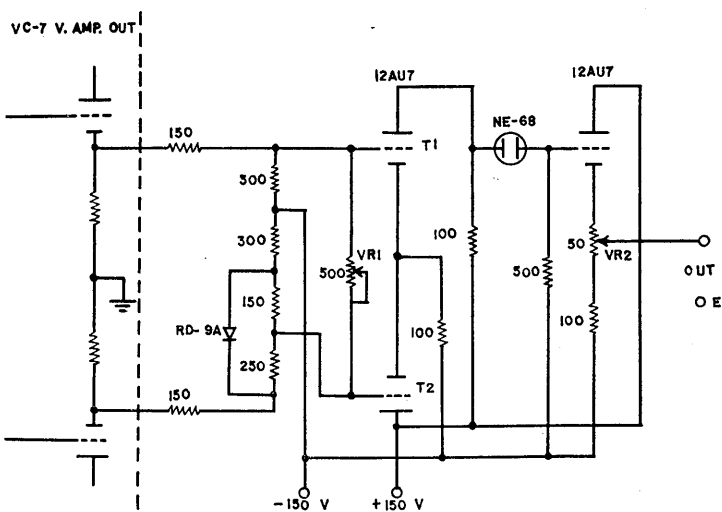 VC-7 V. AMP. OUT
12AU7
12AU7
NE-68
150
T1
300
300
100
50
VR1
500
VR2
500
OUT
150
100
100
O E
RD-9A
250
T2
150
-150 V
+150 V